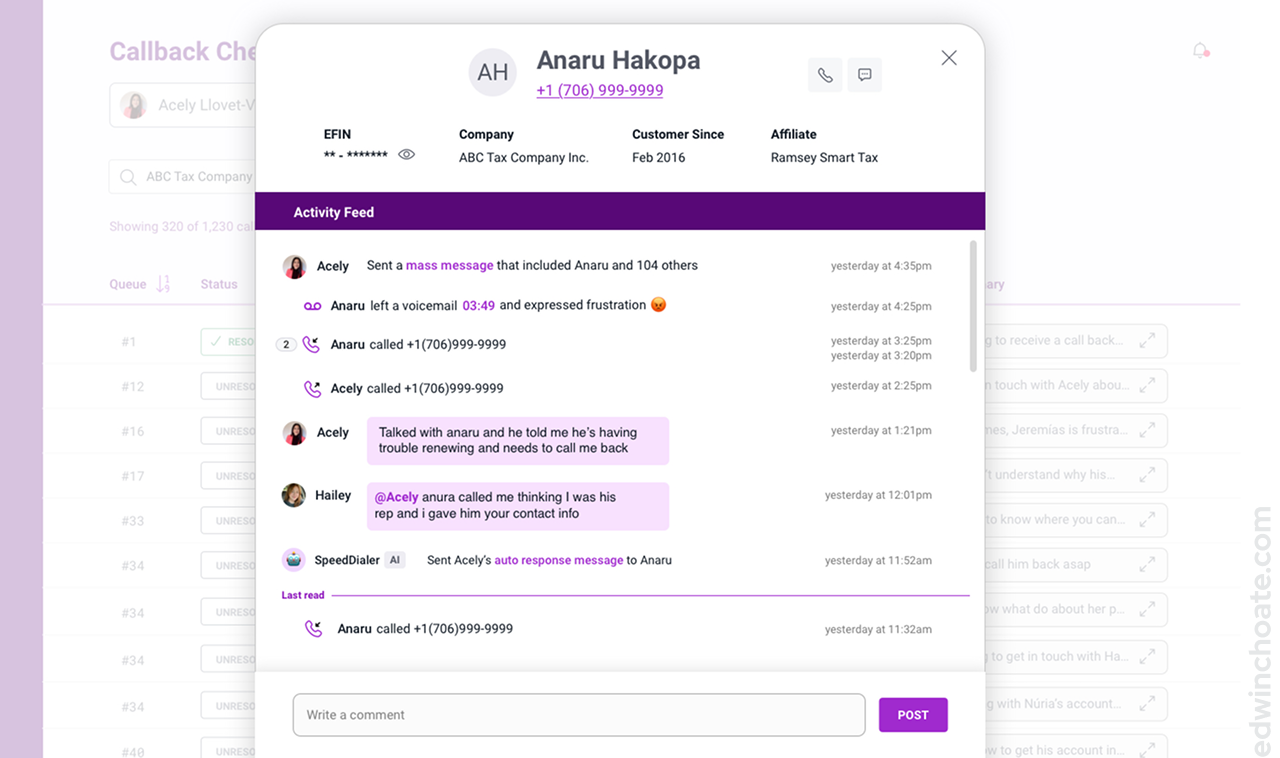 Callback Che
Acely Llovet-V
ABC Tax Company
Showing 320 of 1,230 cal
Queue
Status
ary
#1
RESO
g to receive a call back...
#12
UNRESO
n touch with Acely abou...
#16
UNRESO
mes, Jeremías is frustra...
#17
UNRESO
't understand why his...
#33
UNRESO
to know where you can...
#34
UNRESO
call him back asap
#34
UNRESO
ow what do about her p...
#34
UNRESO
g to get in touch with Ha...
#34
UNRESO
g with Núria's account...
#40
UNRESO
ow to get his account in...
AH
Anaru Hakopa
+1 (706) 999-9999
EFIN
** - *******
Company
ABC Tax Company Inc.
Customer Since
Feb 2016
Affiliate
Ramsey Smart Tax
Activity Feed
Acely Sent a mass message that included Anaru and 104 others yesterday at 4:35pm
Anaru left a voicemail 03:49 and expressed frustration 😡 yesterday at 4:25pm
2 Anaru called +1(706)999-9999 yesterday at 3:25pm
yesterday at 3:20pm
Acely called +1(706)999-9999 yesterday at 2:25pm
Acely Talked with anaru and he told me he's having yesterday at 1:21pm
trouble renewing and needs to call me back
Hailey @Acely anura called me thinking I was his yesterday at 12:01pm
rep and i gave him your contact info
SpeedDialer AI Sent Acely's auto response message to Anaru yesterday at 11:52am
Last read
Anaru called +1(706)999-9999 yesterday at 11:32am
Write a comment
POST
edwinchoate.com